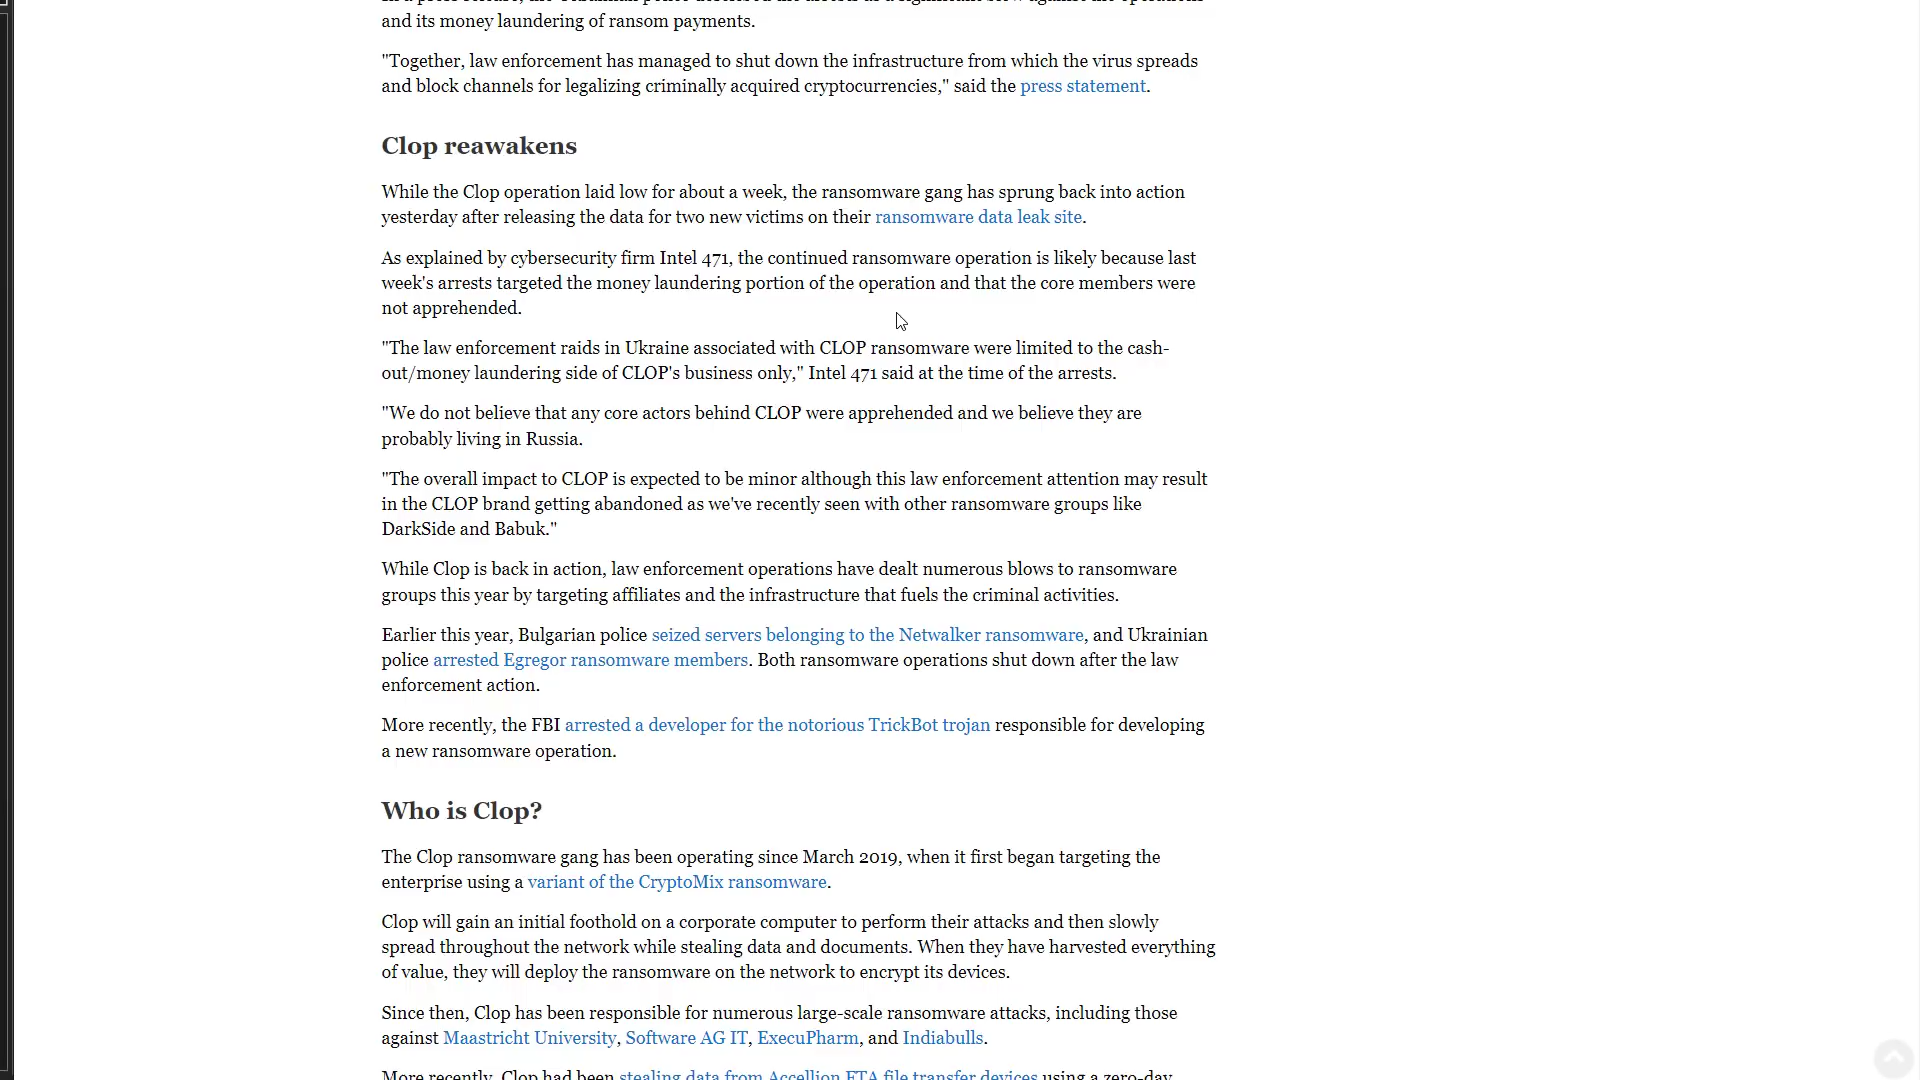 and its money laundering of ransom payments.
"Together, law enforcement has managed to shut down the infrastructure from which the virus spreads
and block channels for legalizing criminally acquired cryptocurrencies," said the press statement.
Clop reawakens
While the Clop operation laid low for about a week, the ransomware gang has sprung back into action
yesterday after releasing the data for two new victims on their ransomware data leak site.
As explained by cybersecurity firm Intel 471, the continued ransomware operation is likely because last
week's arrests targeted the money laundering portion of the operation and that the core members were
not apprehended.
"The law enforcement raids in Ukraine associated with CLOP ransomware were limited to the cash-
out/money laundering side of CLOP's business only," Intel 471 said at the time of the arrests.
"We do not believe that any core actors behind CLOP were apprehended and we believe they are
probably living in Russia.
"The overall impact to CLOP is expected to be minor although this law enforcement attention may result
in the CLOP brand getting abandoned as we've recently seen with other ransomware groups like
DarkSide and Babuk."
While Clop is back in action, law enforcement operations have dealt numerous blows to ransomware
groups this year by targeting affiliates and the infrastructure that fuels the criminal activities.
Earlier this year, Bulgarian police seized servers belonging to the Netwalker ransomware, and Ukrainian
police arrested Egregor ransomware members. Both ransomware operations shut down after the law
enforcement action.
More recently, the FBI arrested a developer for the notorious TrickBot trojan responsible for developing
a new ransomware operation.
Who is Clop?
The Clop ransomware gang has been operating since March 2019, when it first began targeting the
enterprise using a variant of the CryptoMix ransomware.
Clop will gain an initial foothold on a corporate computer to perform their attacks and then slowly
spread throughout the network while stealing data and documents. When they have harvested everything
of value, they will deploy the ransomware on the network to encrypt its devices.
Since then, Clop has been responsible for numerous large-scale ransomware attacks, including those
against Maastricht University, Software AG IT, ExecuPharm, and Indiabulls.
More recently, Clop had been stealing data from Accellion FTA file transfer devices using a zero-day